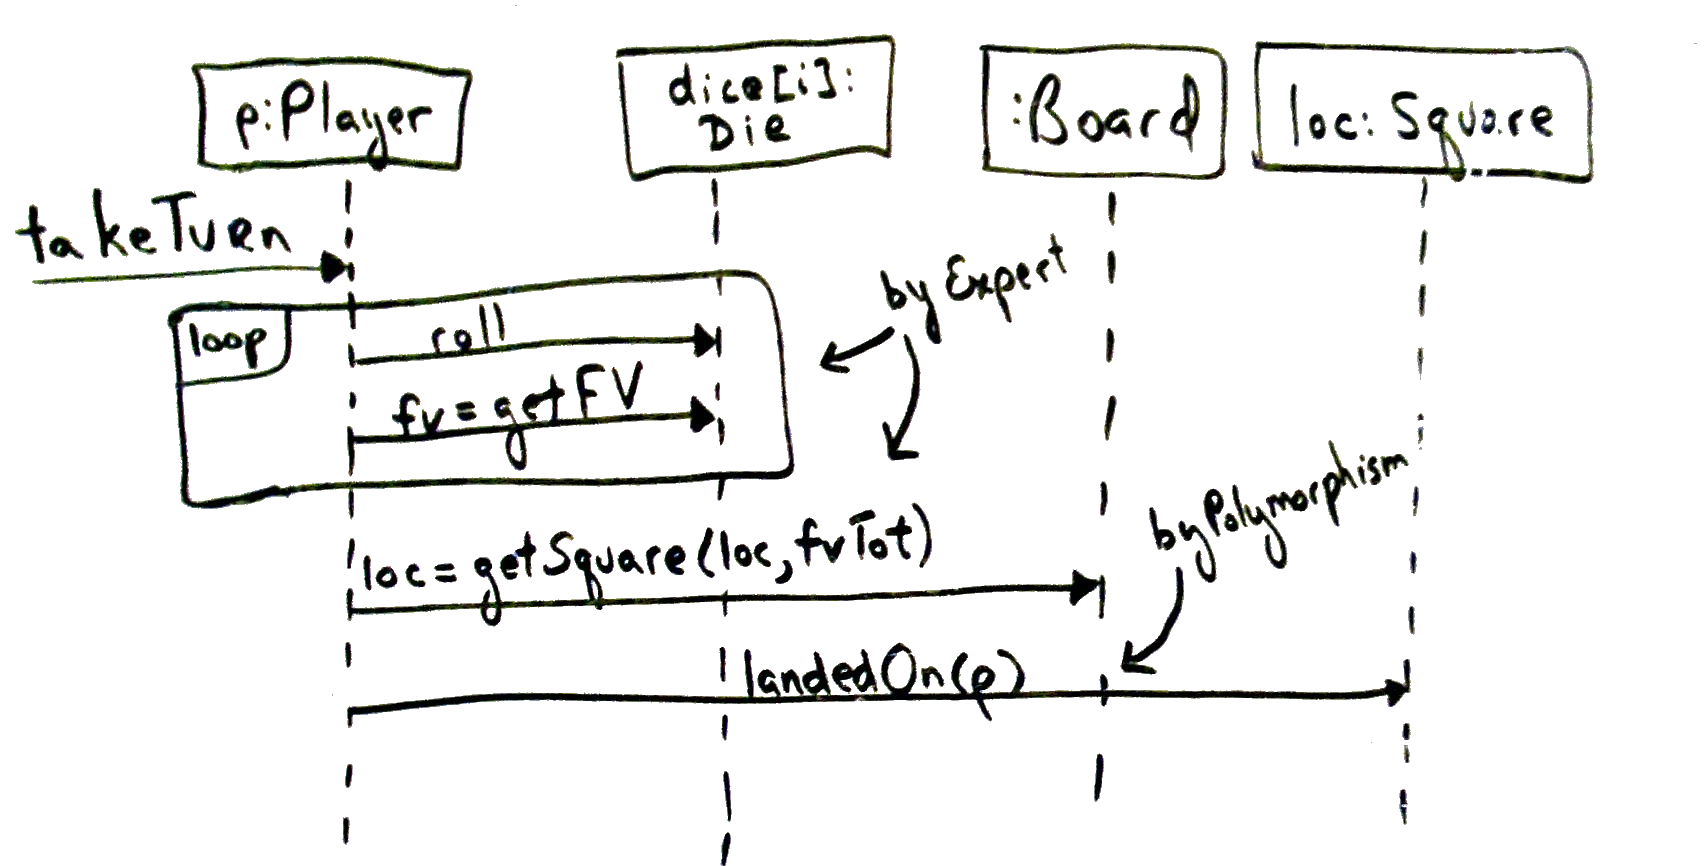 p:Player
dice[i]:
Die
:Board
loc: Square
takeTurn
by Expert
loop
roll
fv = getFV
by Polymorphism
loc = getSquare(loc, fvTot)
landedOn(p)